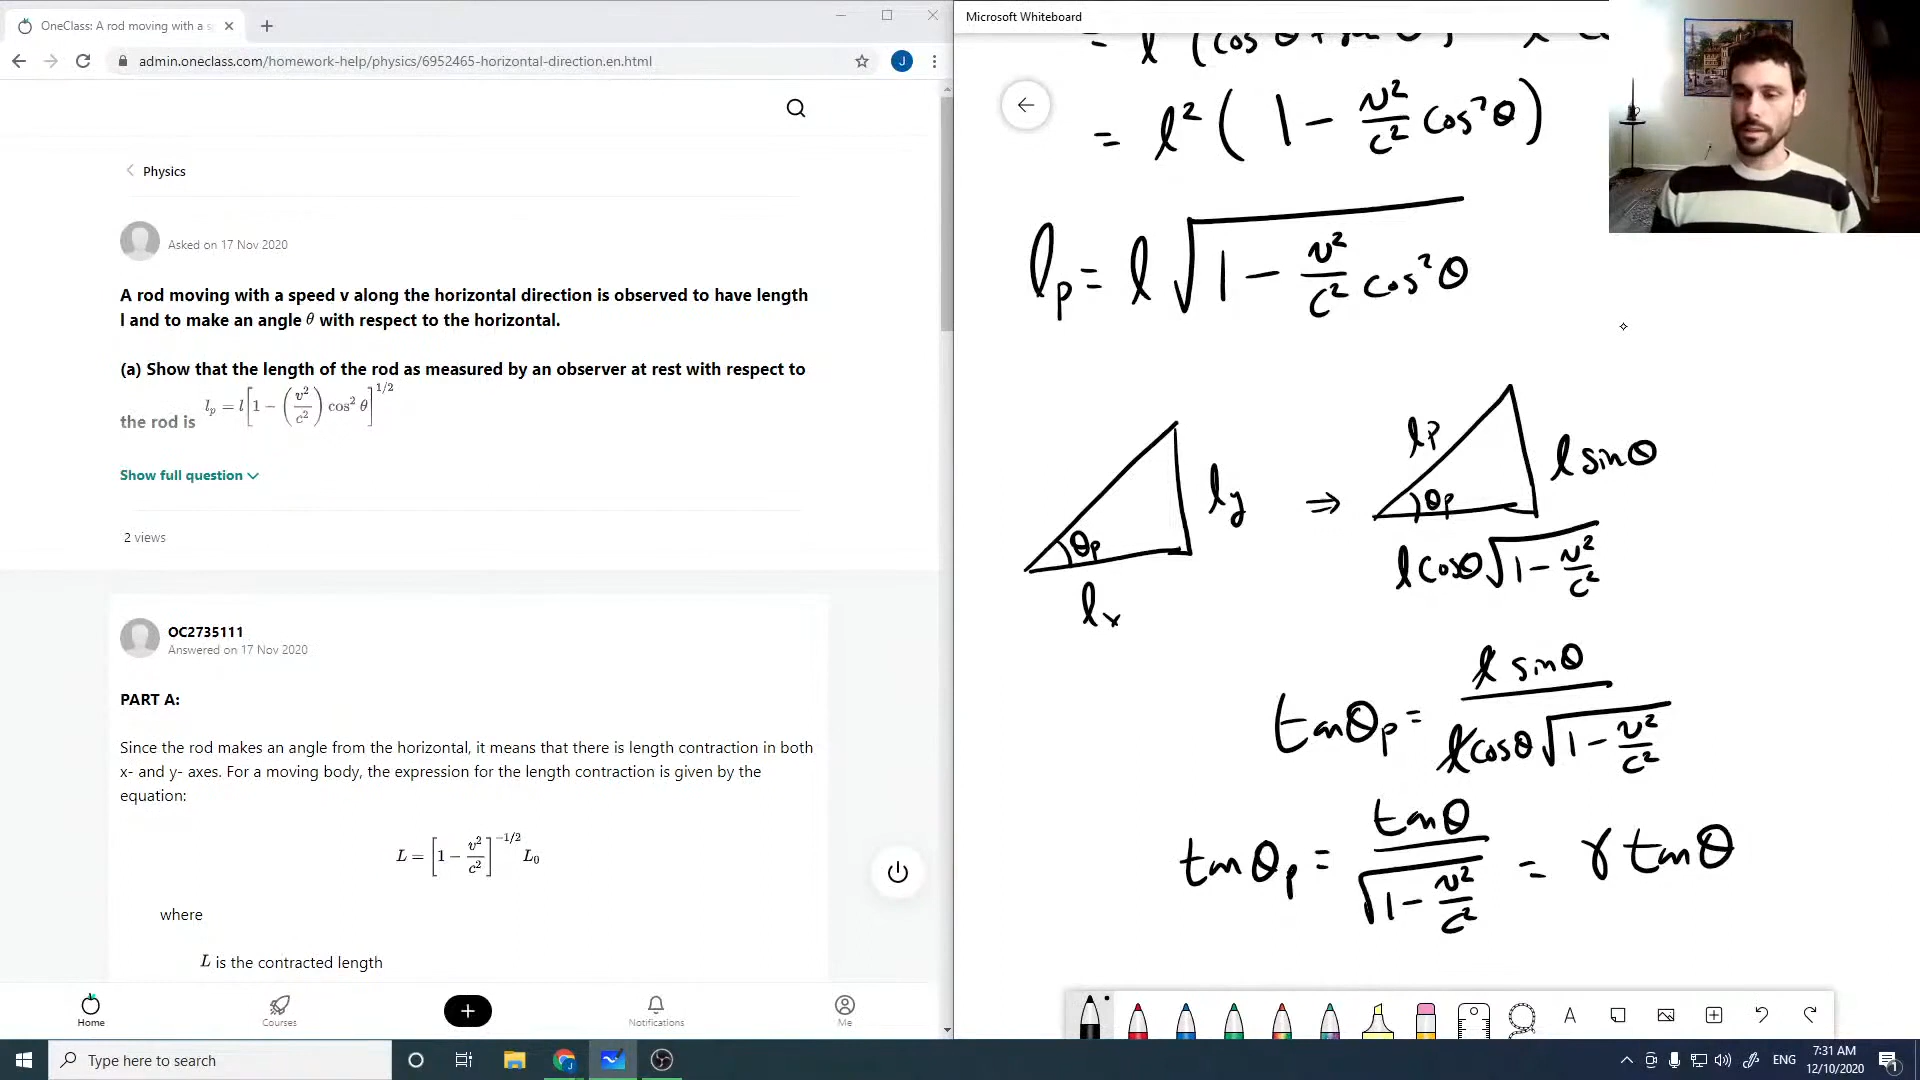 OneClass: A rod moving with a s
admin.oneclass.com/homework-help/physics/6952465-horizontal-direction.en.html
J
Physics
Asked on 17 Nov 2020
A rod moving with a speed v along the horizontal direction is observed to have length
l and to make an angle θ with respect to the horizontal.
(a) Show that the length of the rod as measured by an observer at rest with respect to
the rod is l_p = l[1 − (v²/c²) cos² θ]^1/2
Show full question
2 views
OC2735111
Answered on 17 Nov 2020
PART A:
Since the rod makes an angle from the horizontal, it means that there is length contraction in both
x- and y- axes. For a moving body, the expression for the length contraction is given by the
equation:
L = [1 − v²/c²]^−1/2 L₀
where
L is the contracted length
Home
Courses
Notifications
Me
Microsoft Whiteboard
= l² (1 − v²/c² cos²θ)
l_p = l √(1 − v²/c² cos²θ)
θ_p
l_y
l_x
⇒
l_p
θ_p
l sinθ
l cosθ √(1 − v²/c²)
tanθ_p = l sinθ / (l cosθ √(1 − v²/c²))
tanθ_p = tanθ / √(1 − v²/c²) = γ tanθ
A
Type here to search
J
ENG
7:31 AM
12/10/2020
1